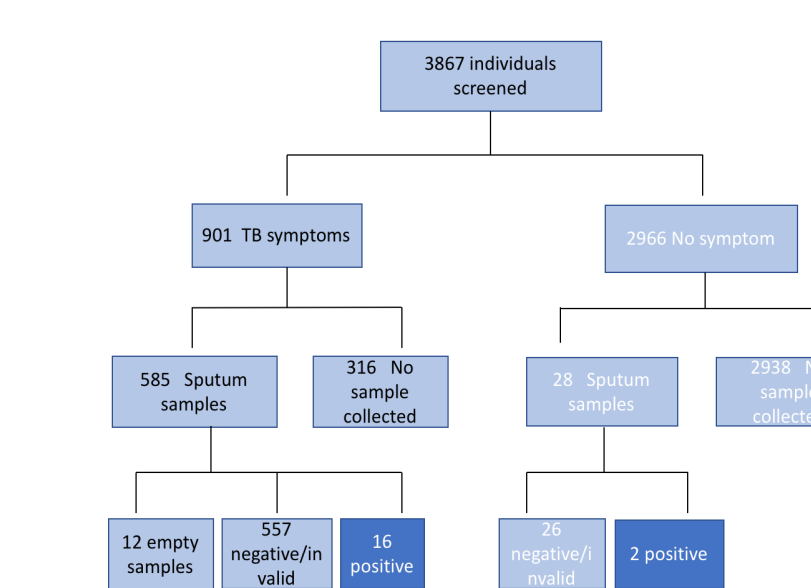 3867 individuals
screened
901 TB symptoms
2966 No symptom
585 Sputum
samples
316 No
sample
collected
28 Sputum
samples
2938
12 empty
samples
557
negative/in
valid
16
positive
26
negative/i
nvalid
2 positive